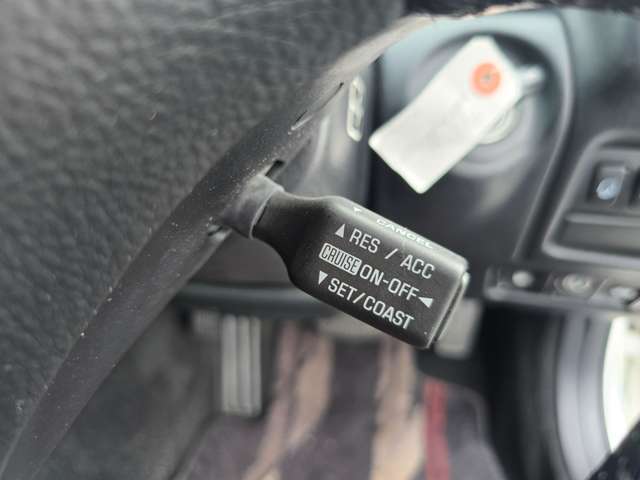 CANCEL
▲ RES / ACC
CRUISE ON-OFF ◀
▼ SET/COAST